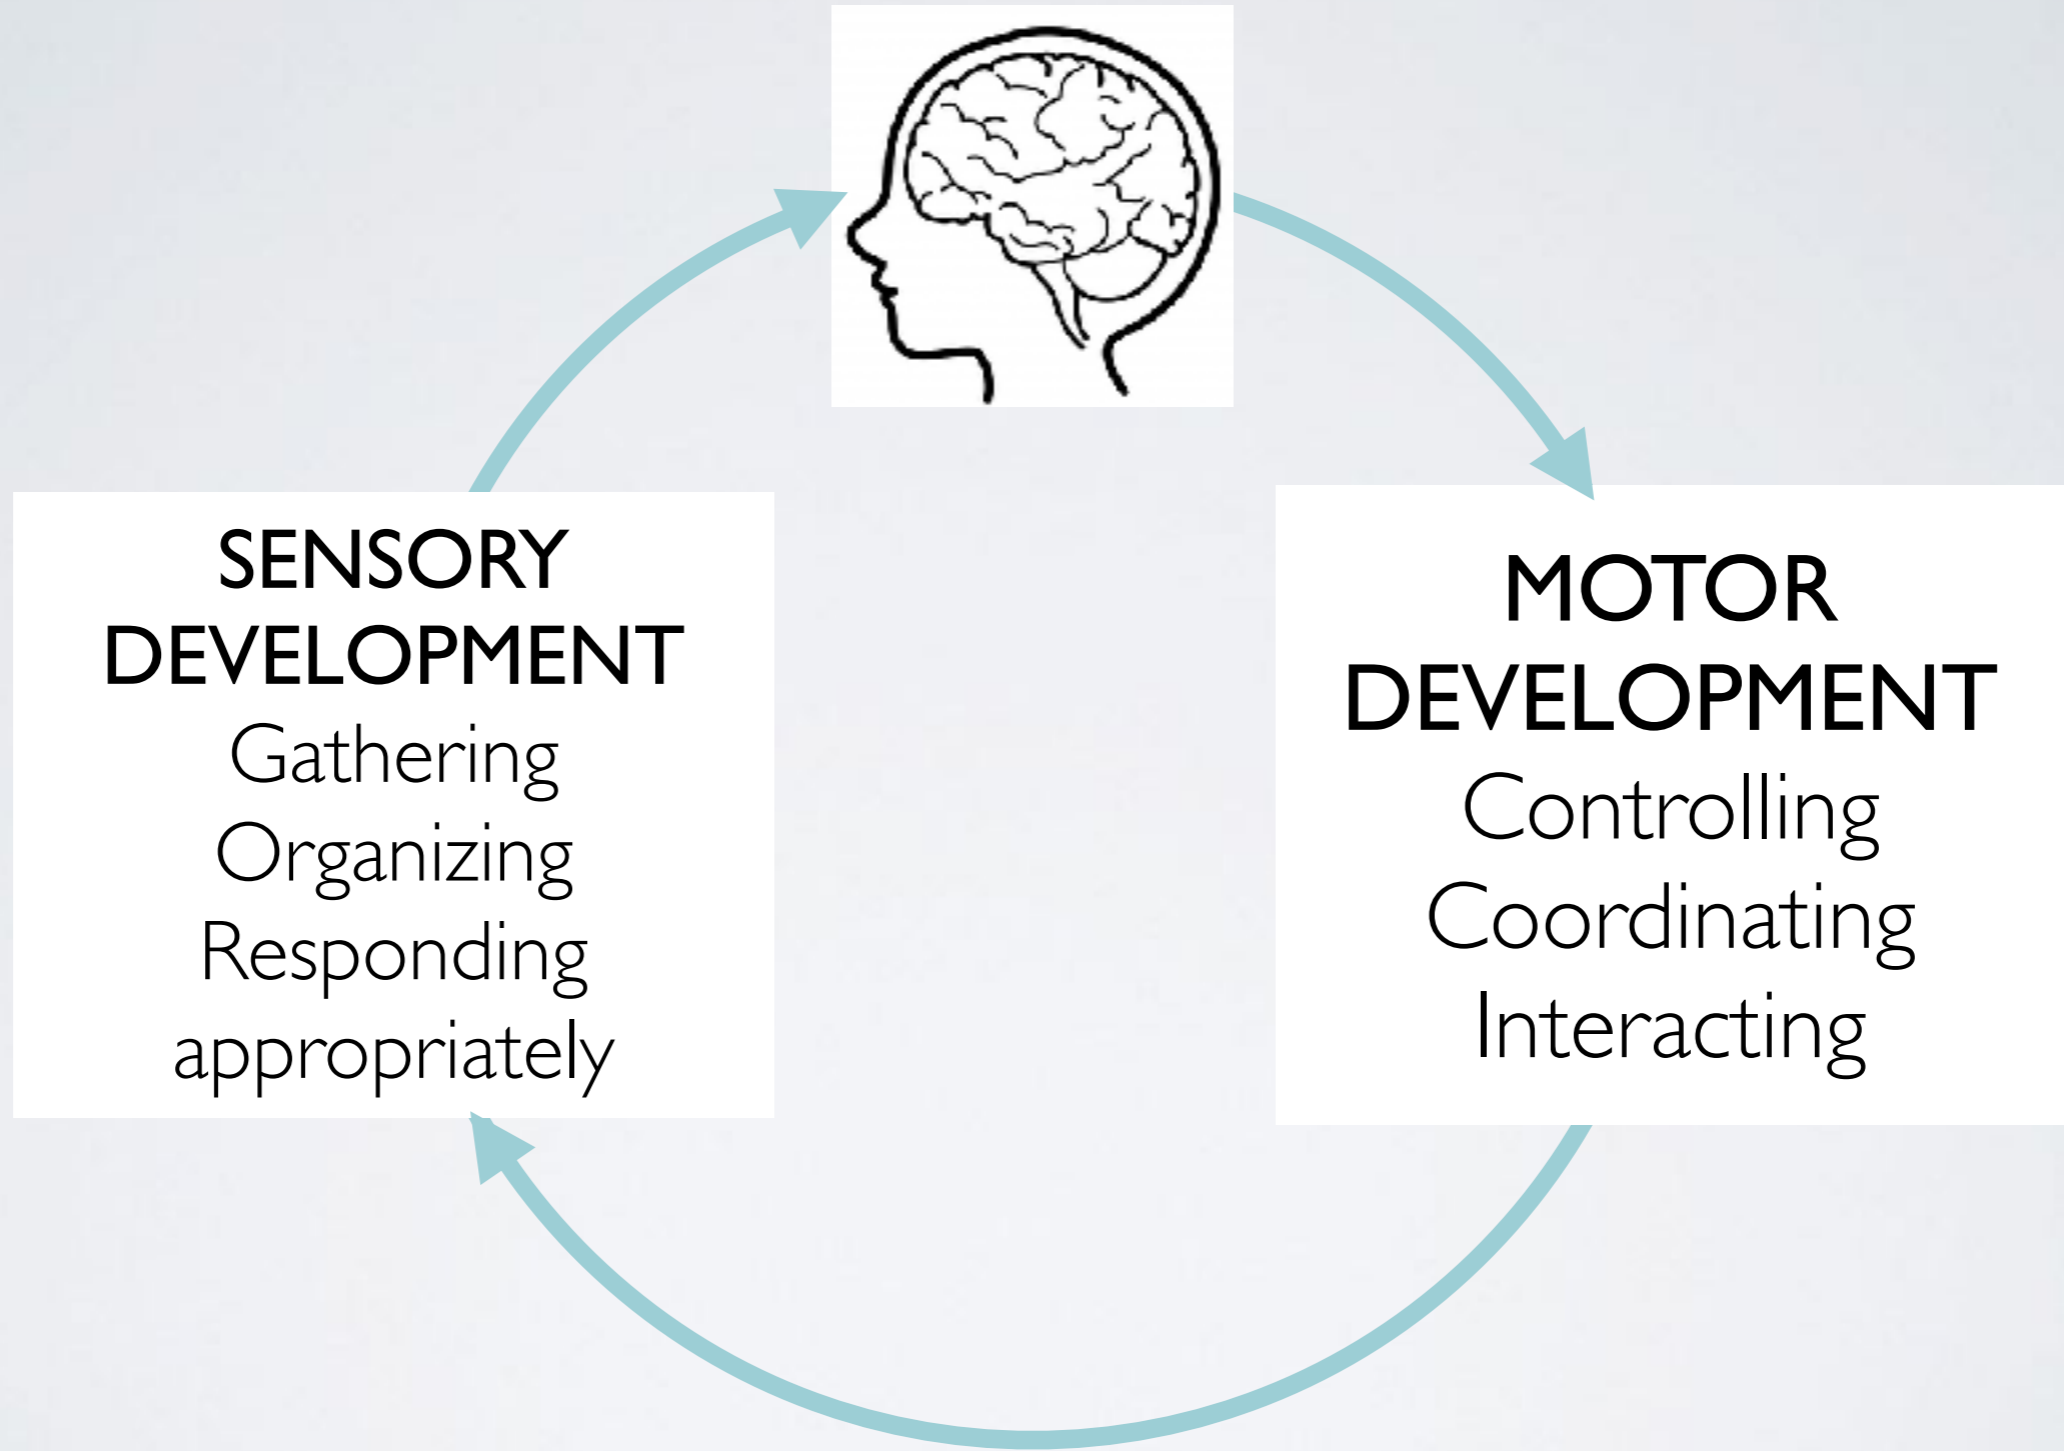 SENSORY
DEVELOPMENT
Gathering
Organizing
Responding
appropriately
MOTOR
DEVELOPMENT
Controlling
Coordinating
Interacting